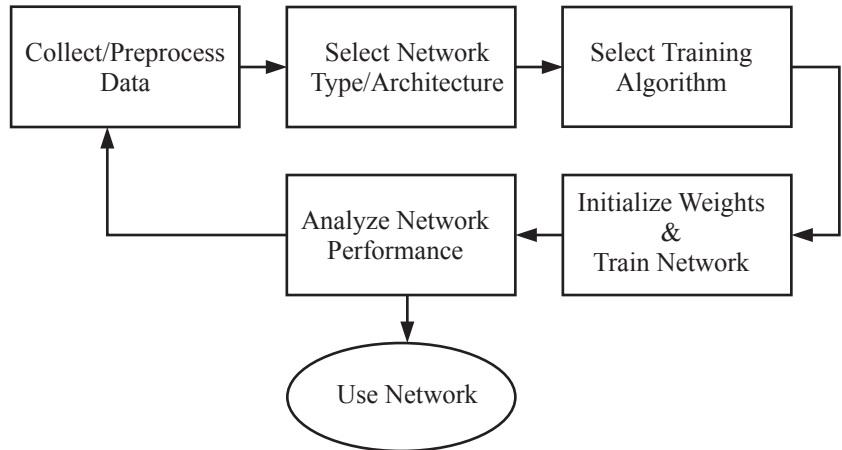 Collect/Preprocess
Data
Select Network
Type/Architecture
Select Training
Algorithm
Analyze Network
Performance
Initialize Weights
&
Train Network
Use Network